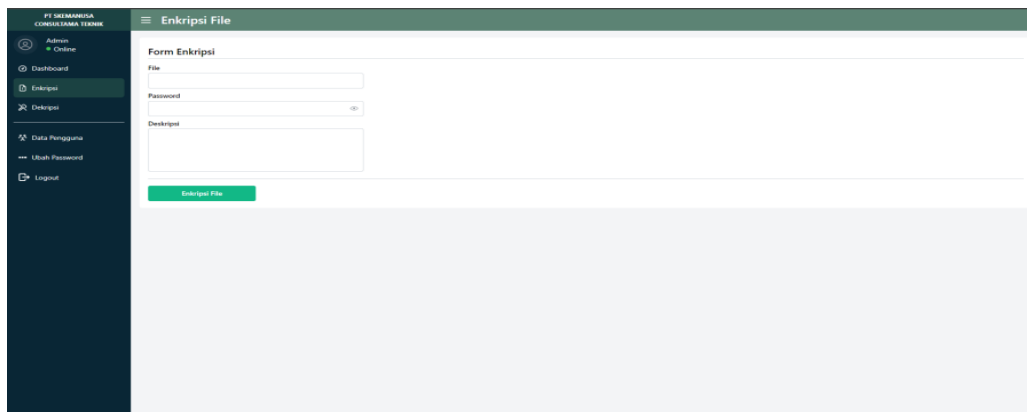 PT SKEMANUSA
CONSULTAMA TEKNIK
Admin
Online
Dashboard
Enkripsi
Dekripsi
Data Pengguna
Ubah Password
Logout
Enkripsi File
Form Enkripsi
File
Password
Deskripsi
Enkripsi File